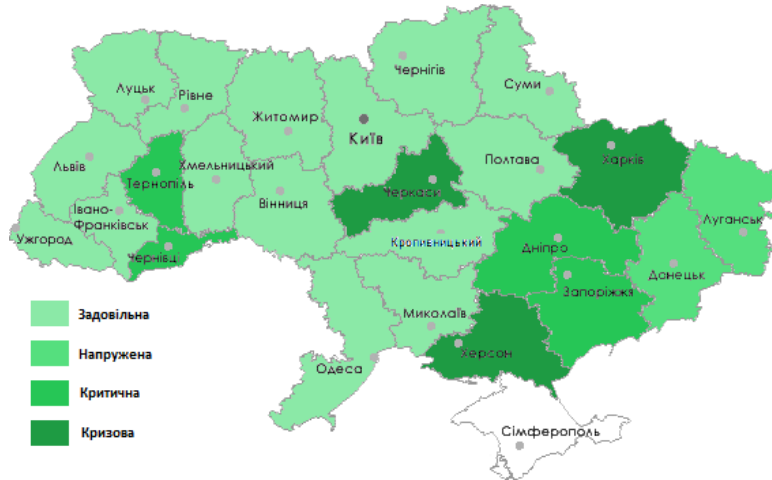 Чернігів
Суми
Луцьк
Рівне
Житомир
Київ
Харків
Львів
Хмельницький
Полтава
Тернопіль
Черкаси
Вінниця
Івано-
Франківськ
Луганськ
Ужгород
Кропивницький
Чернівці
Дніпро
Донецьк
Запоріжжя
Миколаїв
Херсон
Одеса
Сімферополь
Задовільна
Напружена
Критична
Кризова